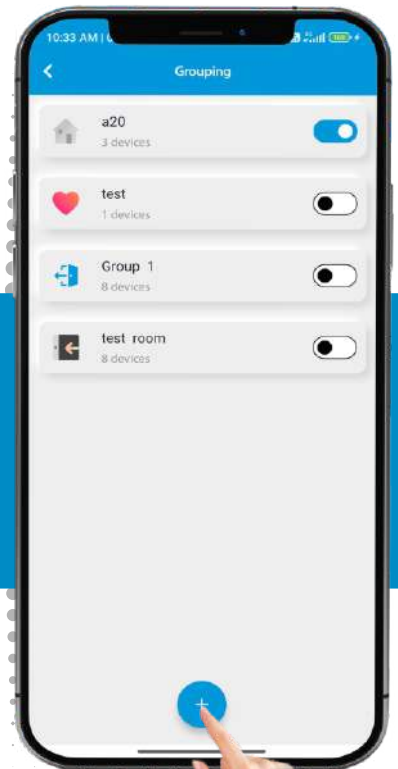 10:33 AM
Grouping
a20
3 devices
test
1 devices
Group 1
8 devices
test room
8 devices
+